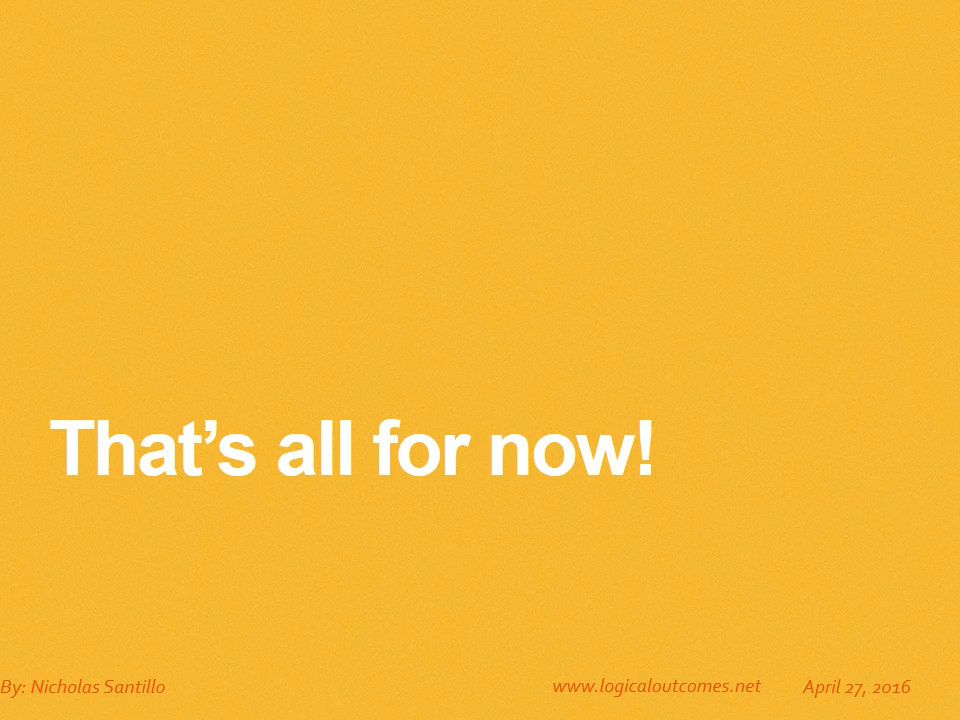 That’s all for now!
By: Nicholas Santillo
www.logicaloutcomes.net
April 27, 2016